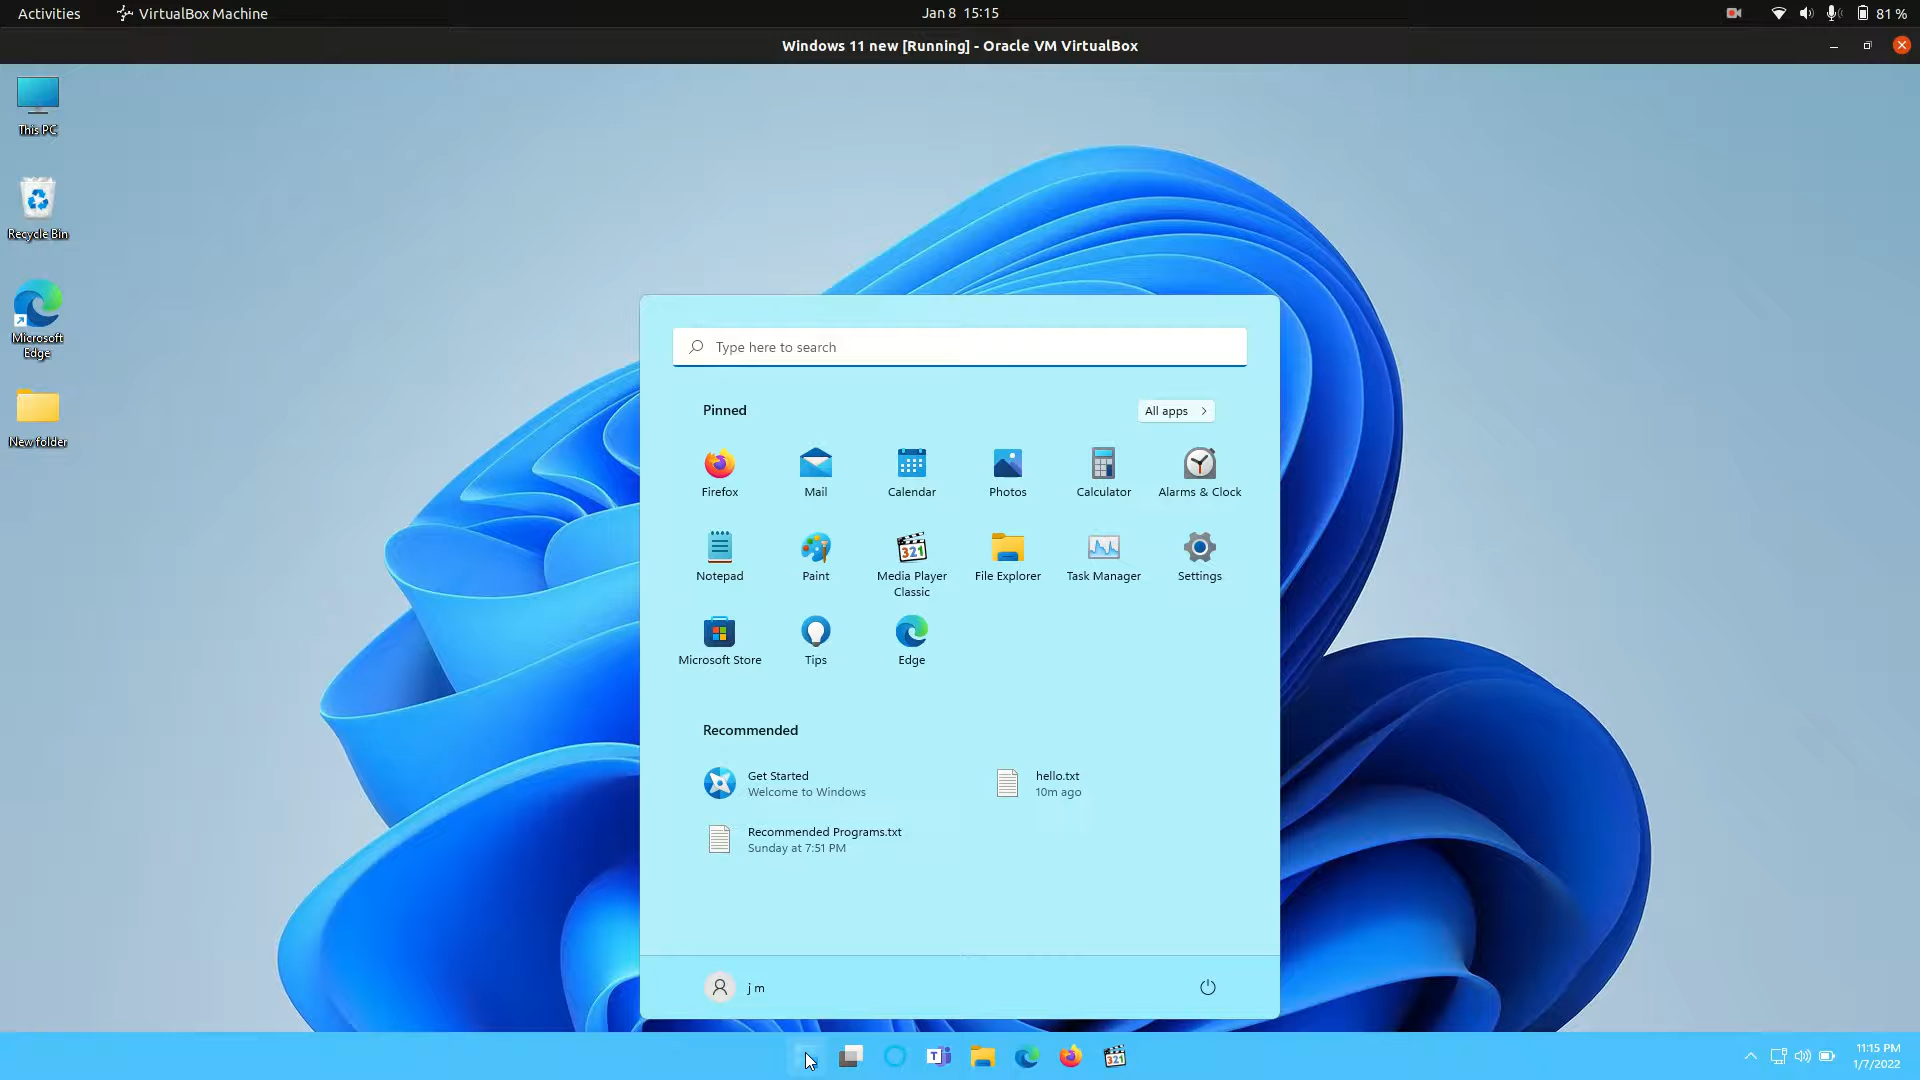 Activities
VirtualBox Machine
Jan 8 15:15
81 %
Windows 11 new [Running] - Oracle VM VirtualBox
This PC
Recycle Bin
Microsoft
Edge
New folder
Type here to search
Pinned
All apps
Firefox
Mail
Calendar
Photos
Calculator
Alarms & Clock
Notepad
Paint
Media Player
Classic
File Explorer
Task Manager
Settings
Microsoft Store
Tips
Edge
Recommended
Get Started
Welcome to Windows
hello.txt
10m ago
Recommended Programs.txt
Sunday at 7:51 PM
j m
11:15 PM
1/7/2022